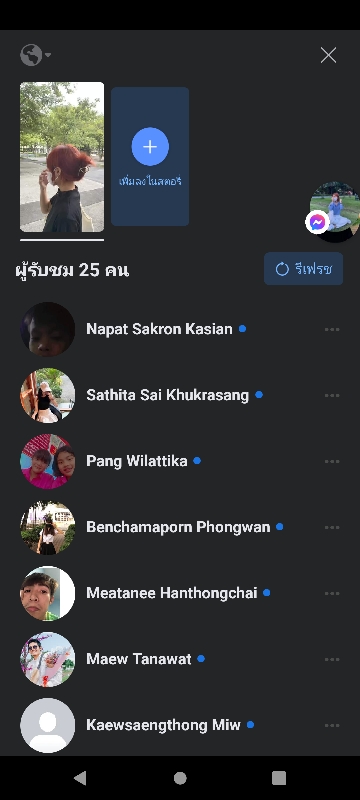 เพิ่มลงในสตอรี่
ผู้รับชม 25 คน
รีเฟรช
Napat Sakron Kasian
Sathita Sai Khukrasang
Pang Wilattika
Benchamaporn Phongwan
Meatanee Hanthongchai
Maew Tanawat
Kaewsaengthong Miw